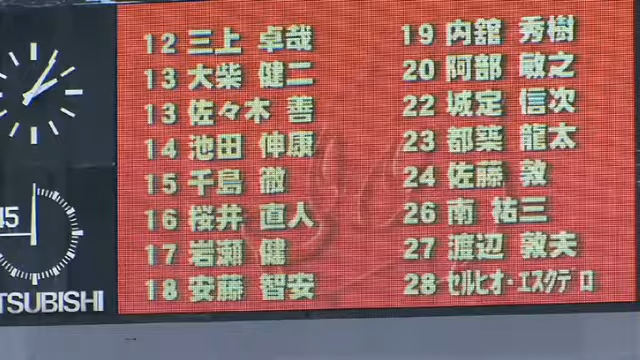 12 三上 卓哉
13 大柴 健二
13 佐々木 善
14 池田 伸康
15 千島 徹
16 桜井 直人
17 岩瀬 健
18 安藤 智安
19 内舘 秀樹
20 阿部 敏之
22 城定 信次
23 都築 龍太
24 佐藤 敦
26 南 祐三
27 渡辺 敦夫
28 セルヒオ・エスクデロ
45
TSUBISHI